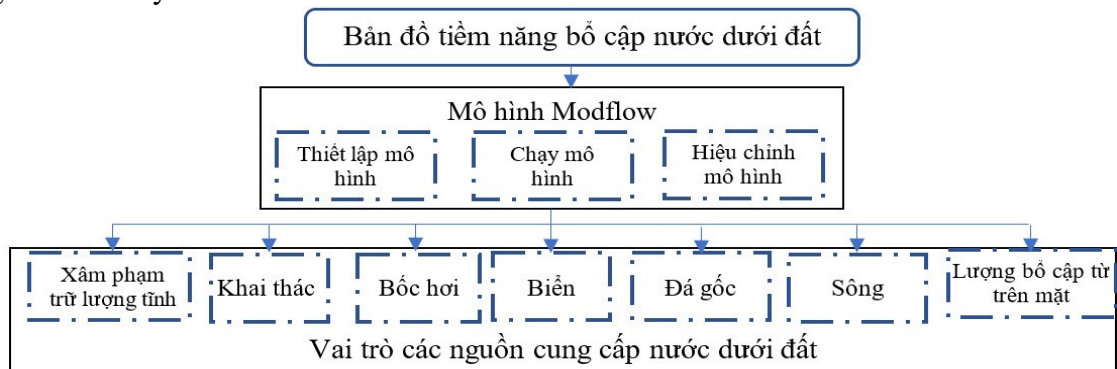 Bản đồ tiềm năng bổ cập nước dưới đất
Mô hình Modflow
Thiết lập mô
hình
Chạy mô
hình
Hiệu chỉnh
mô hình
Xâm phạm
trữ lượng tĩnh
Khai thác
Bốc hơi
Biển
Đá gốc
Sông
Lượng bổ cập từ
trên mặt
Vai trò các nguồn cung cấp nước dưới đất